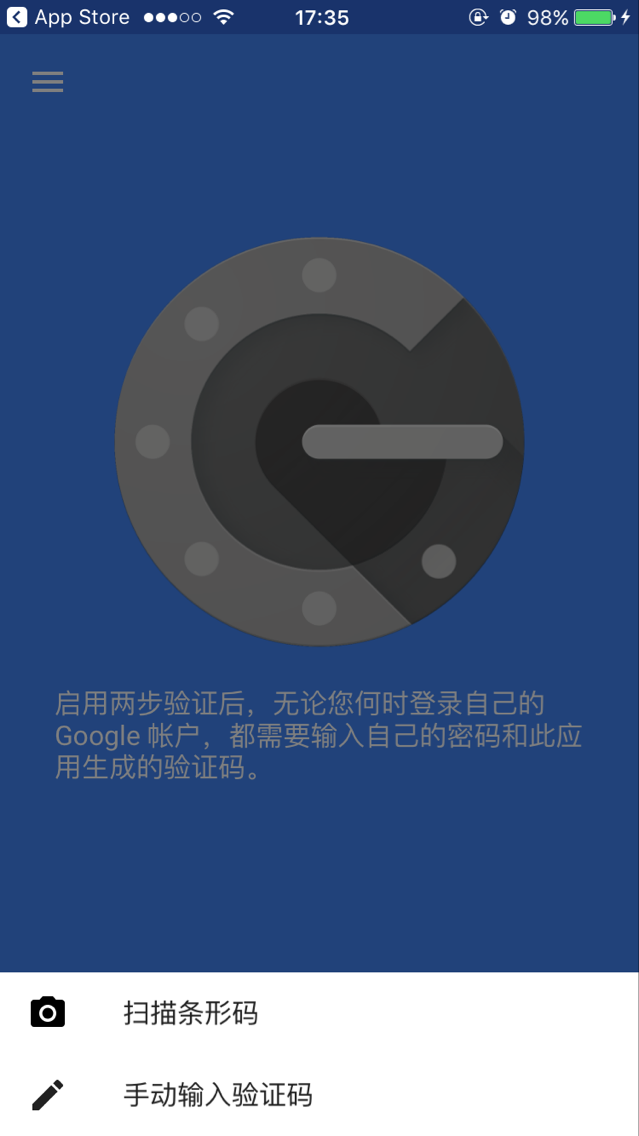 App Store 17:35 98%
启用两步验证后，无论您何时登录自己的
Google 帐户，都需要输入自己的密码和此应
用生成的验证码。
扫描条形码
手动输入验证码